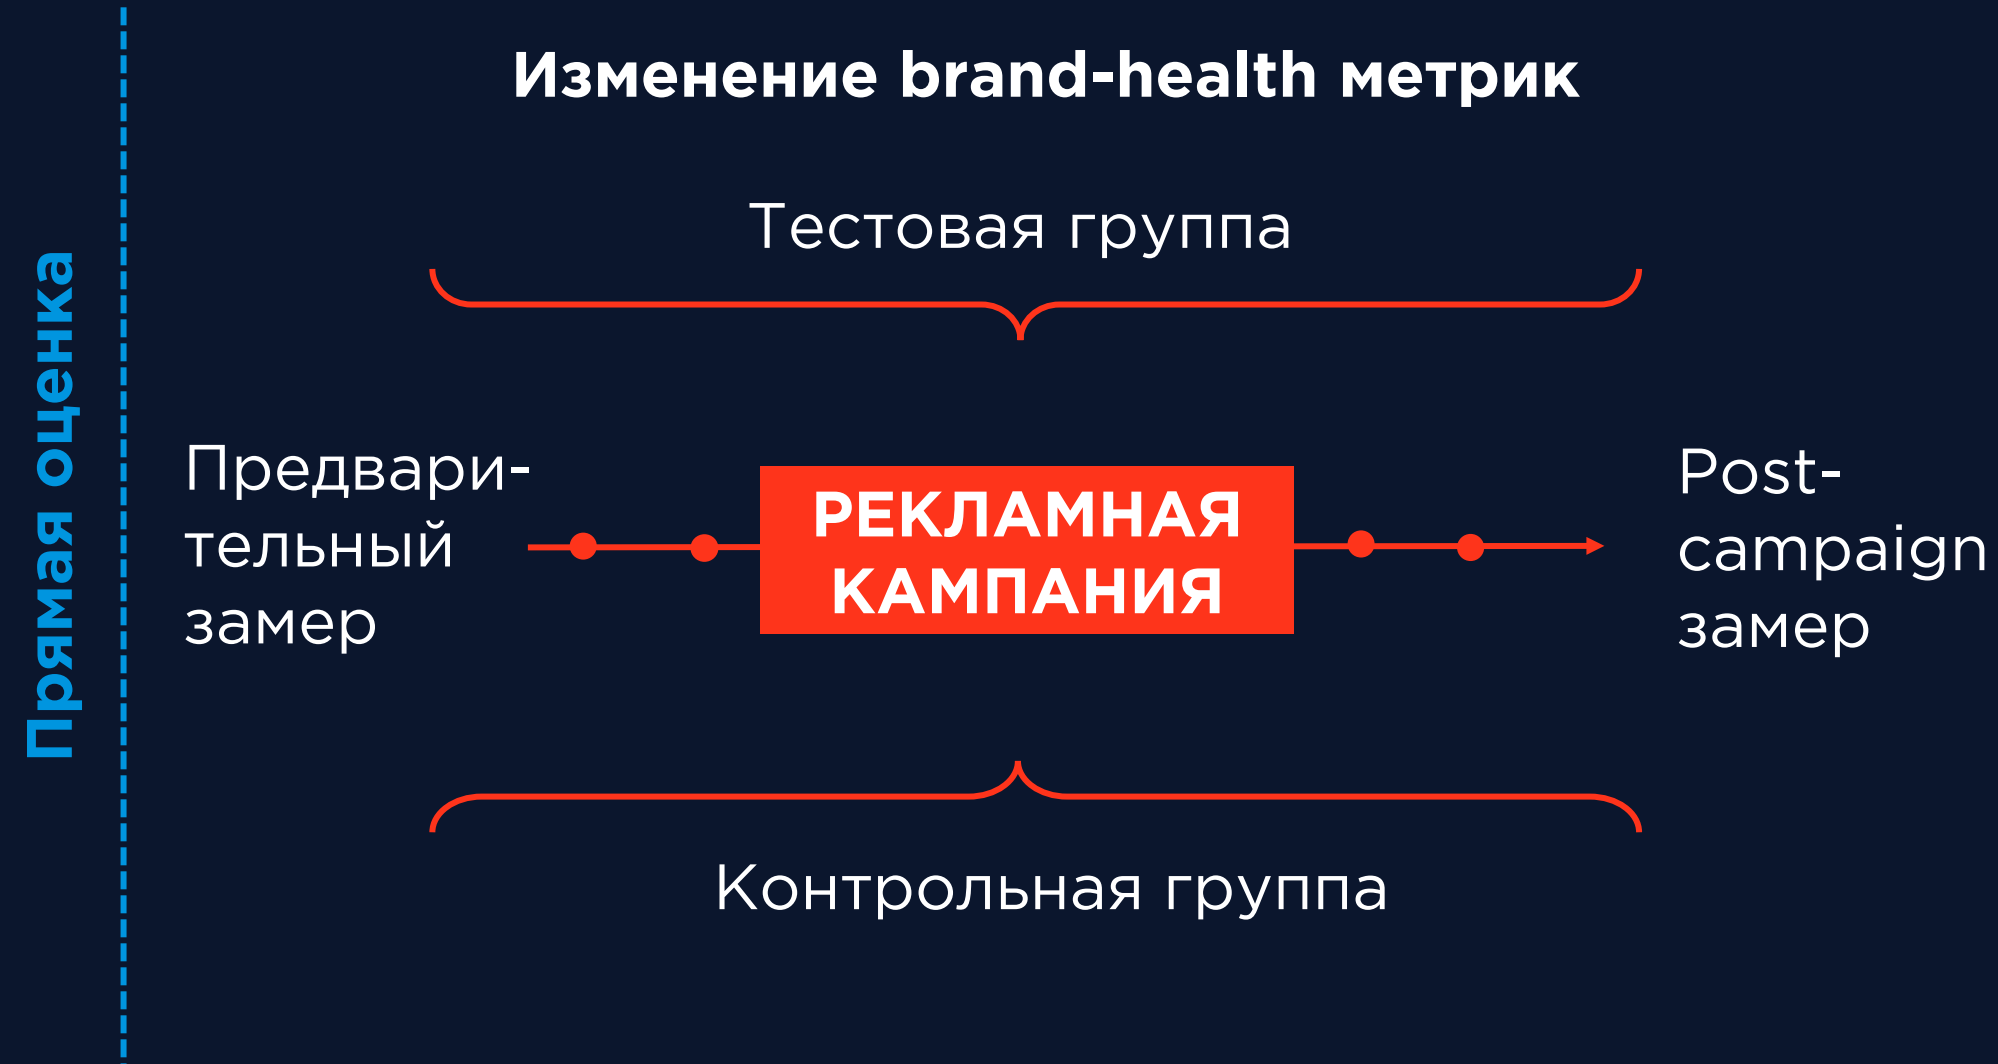 Прямая оценка
Изменение brand-health метрик
Тестовая группа
Предвари-
тельный
замер
РЕКЛАМНАЯ
КАМПАНИЯ
Post-
campaign
замер
Контрольная группа